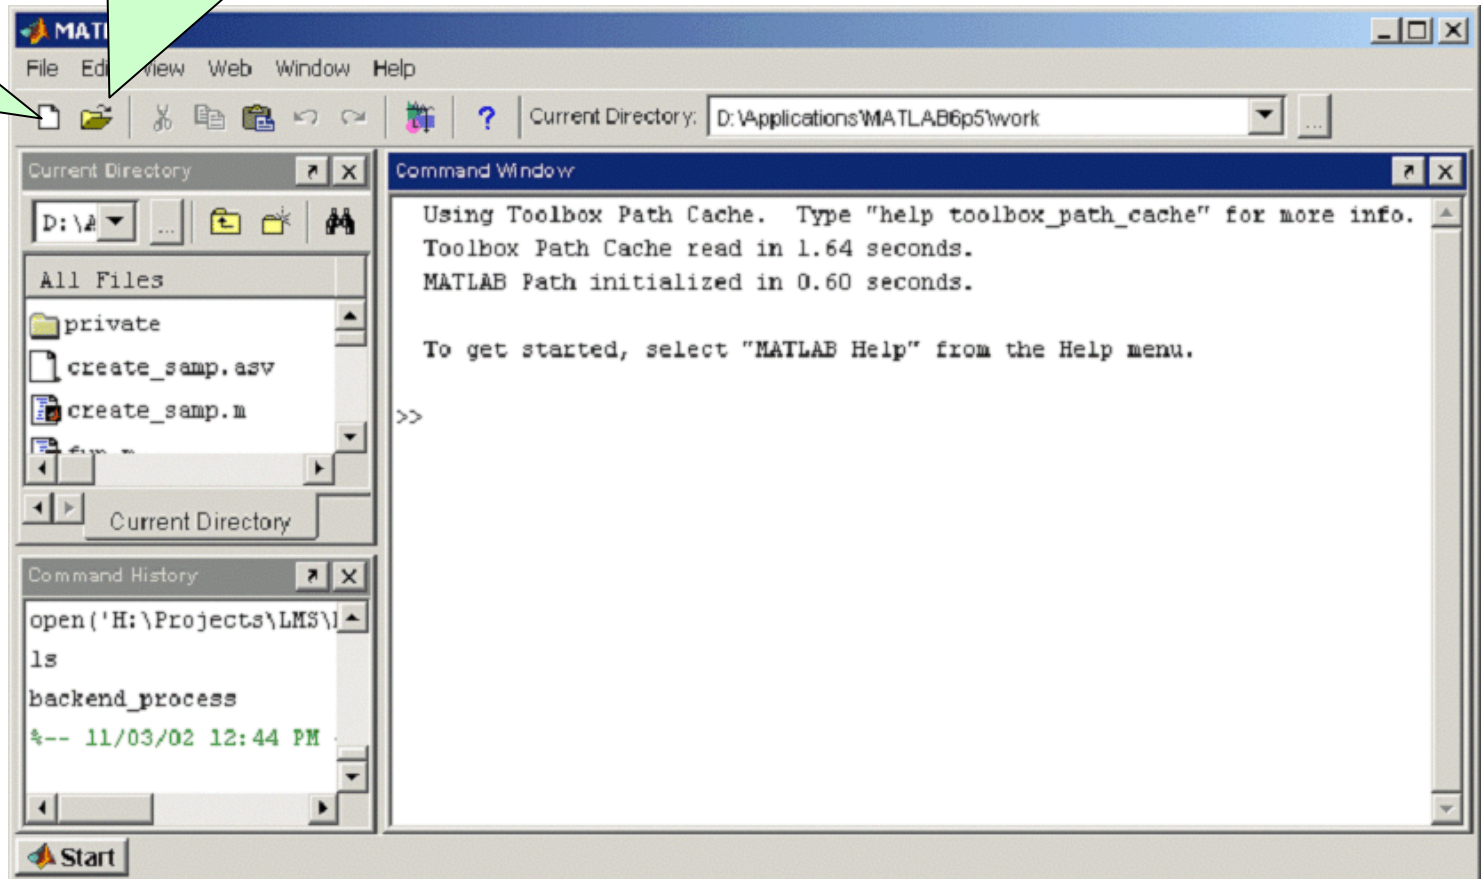 MATL
File Edi View Web Window Help
Current Directory: D:\Applications\MATLAB6p5\work ...
Current Directory
D:\A ...
All Files
private
create_samp.asv
create_samp.m
Current Directory
Command History
open('H:\Projects\LMS\
ls
backend_process
%-- 11/03/02 12:44 PM
Command Window
Using Toolbox Path Cache. Type "help toolbox_path_cache" for more info.
Toolbox Path Cache read in 1.64 seconds.
MATLAB Path initialized in 0.60 seconds.
To get started, select "MATLAB Help" from the Help menu.
>>
Start